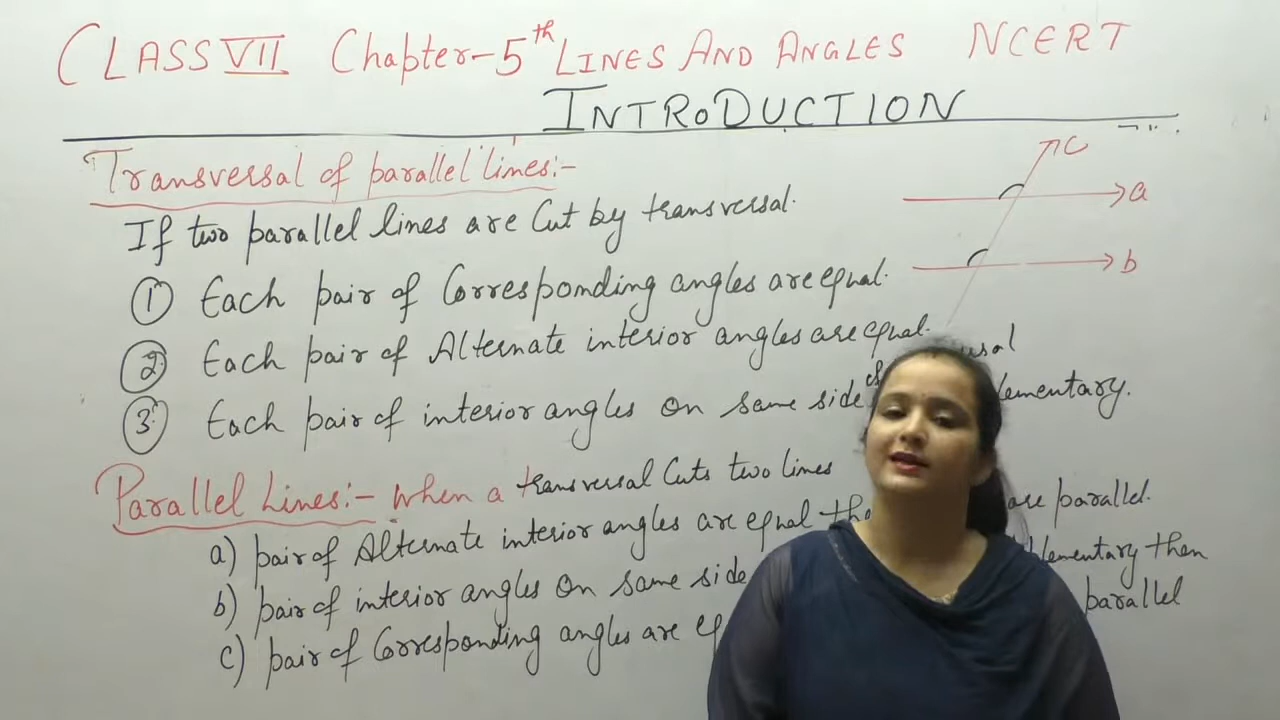 CLASS VII Chapter-5th LINES AND ANGLES NCERT
INTRODUCTION
Transversal of parallel lines:-
If two parallel lines are Cut by transversal.
① Each pair of Corresponding angles are equal.
② Each pair of Alternate interior angles are equal.
③ Each pair of interior angles on same side of
Parallel Lines:- When a transversal Cuts two lines
a) pair of Alternate interior angles are equal are parallel.
b) pair of interior angles on same side then
c) pair of Corresponding angles are parallel
c
a
b